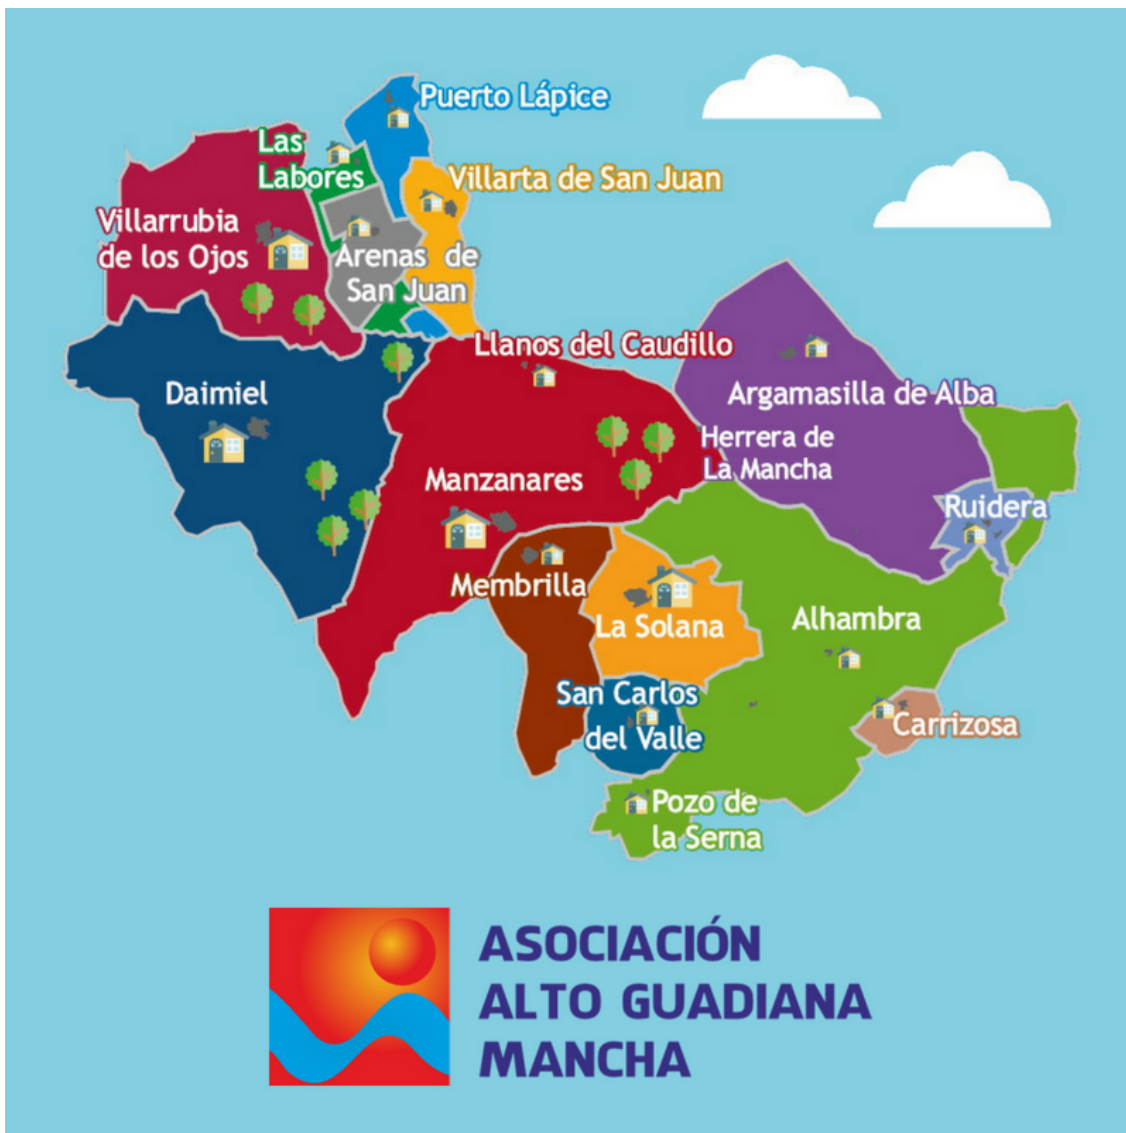 Puerto Lápice
Las
Labores
Villarta de San Juan
Villarrubia
de los Ojos
Arenas de
San Juan
Llanos del Caudillo
Daimiel
Argamasilla de Alba
Herrera de
La Mancha
Manzanares
Ruidera
Membrilla
La Solana
Alhambra
San Carlos
del Valle
Carrizosa
Pozo de
la Serna
ASOCIACIÓN
ALTO GUADIANA
MANCHA